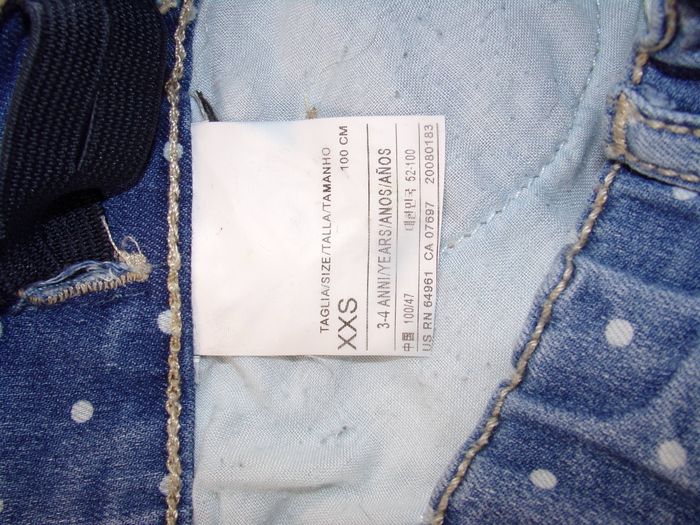 TAGLIA/SIZE/TALLA/TAMANHO
XXS 100 CM
3-4 ANNI/YEARS/ANOS/AÑOS
中国 100/47 대한민국 52-100
US RN 64961 CA 07697 20080183